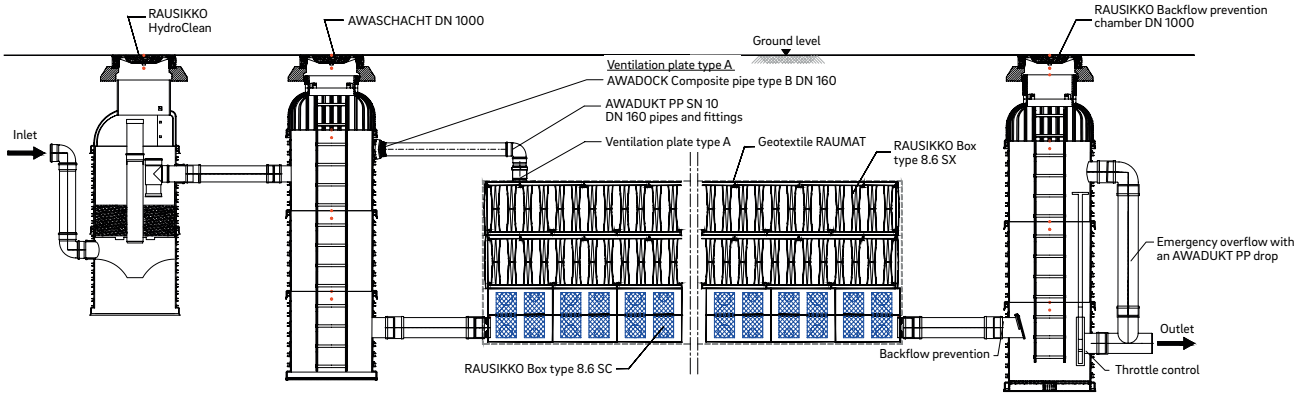 RAUSIKKO
HydroClean
AWASCHACHT DN 1000
RAUSIKKO Backflow prevention
chamber DN 1000
Ground level
Ventilation plate type A
AWADOCK Composite pipe type B DN 160
AWADUKT PP SN 10
DN 160 pipes and fittings
Ventilation plate type A
Geotextile RAUMAT
RAUSIKKO Box
type 8.6 SX
Inlet
Emergency overflow with
an AWADUKT PP drop
Outlet
Backflow prevention
Throttle control
RAUSIKKO Box type 8.6 SC